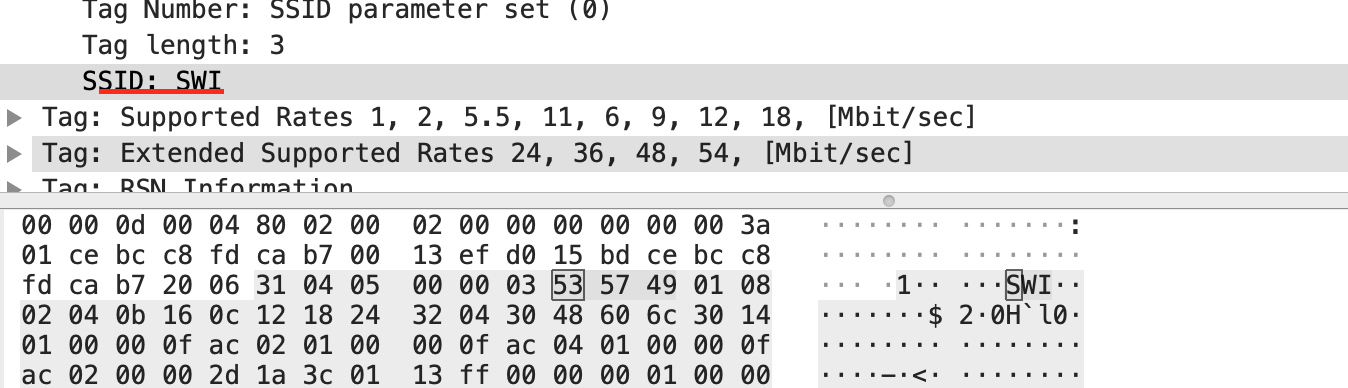 Tag Number: SSID parameter set (0)
Tag length: 3
SSID: SWI
Tag: Supported Rates 1, 2, 5.5, 11, 6, 9, 12, 18, [Mbit/sec]
Tag: Extended Supported Rates 24, 36, 48, 54, [Mbit/sec]
Tag: RSN Information
00 00 0d 00 04 80 02 00 02 00 00 00 00 00 00 3a ········ ·······:
01 ce bc c8 fd ca b7 00 13 ef d0 15 bd ce bc c8 ········ ········
fd ca b7 20 06 31 04 05 00 00 03 53 57 49 01 08 ··· ·1·· ···SWI··
02 04 0b 16 0c 12 18 24 32 04 30 48 60 6c 30 14 ·······$ 2·0H`l0·
01 00 00 0f ac 02 01 00 00 0f ac 04 01 00 00 0f ········ ········
ac 02 00 00 2d 1a 3c 01 13 ff 00 00 00 01 00 00 ····-·<· ········